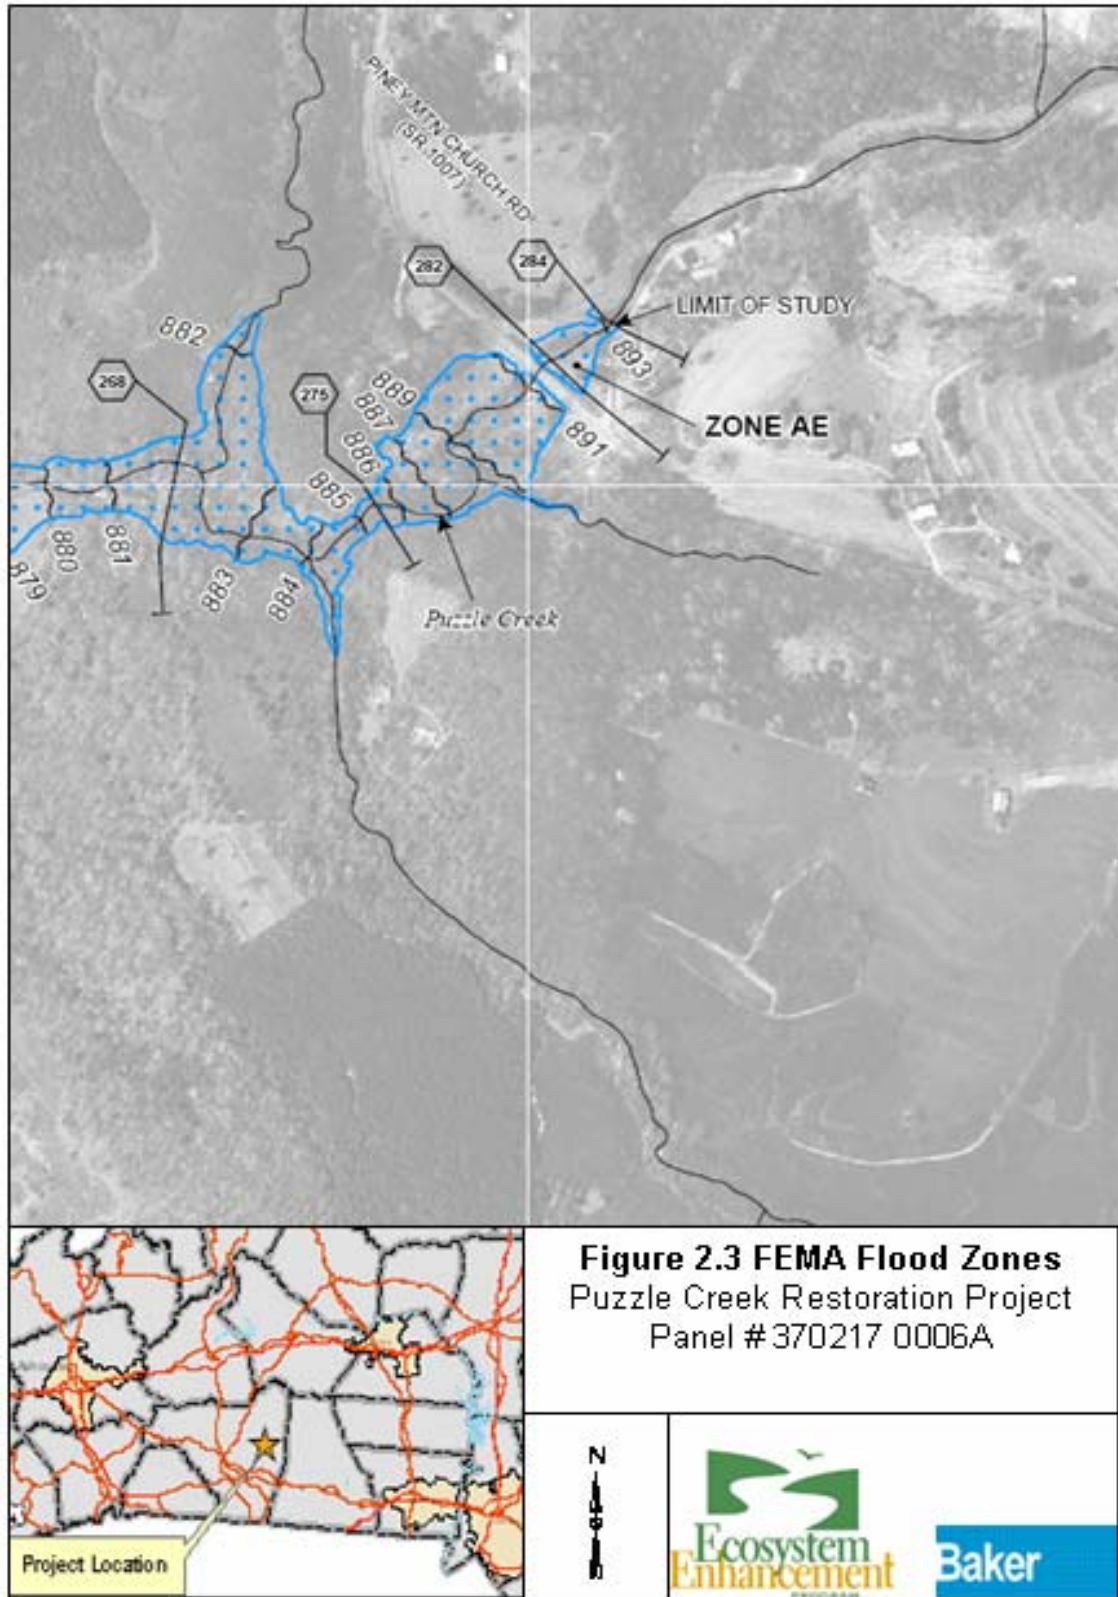 PINEY MTN CHURCH RD
(SR 1007)
282
284
LIMIT OF STUDY
882
893
268
275
889
ZONE AE
887
891
886
885
880
881
879
883
884
Puzzle Creek
Figure 2.3 FEMA Flood Zones
Puzzle Creek Restoration Project
Panel # 370217 0006A
Project Location
N
Ecosystem
Enhancement
PROGRAM
Baker